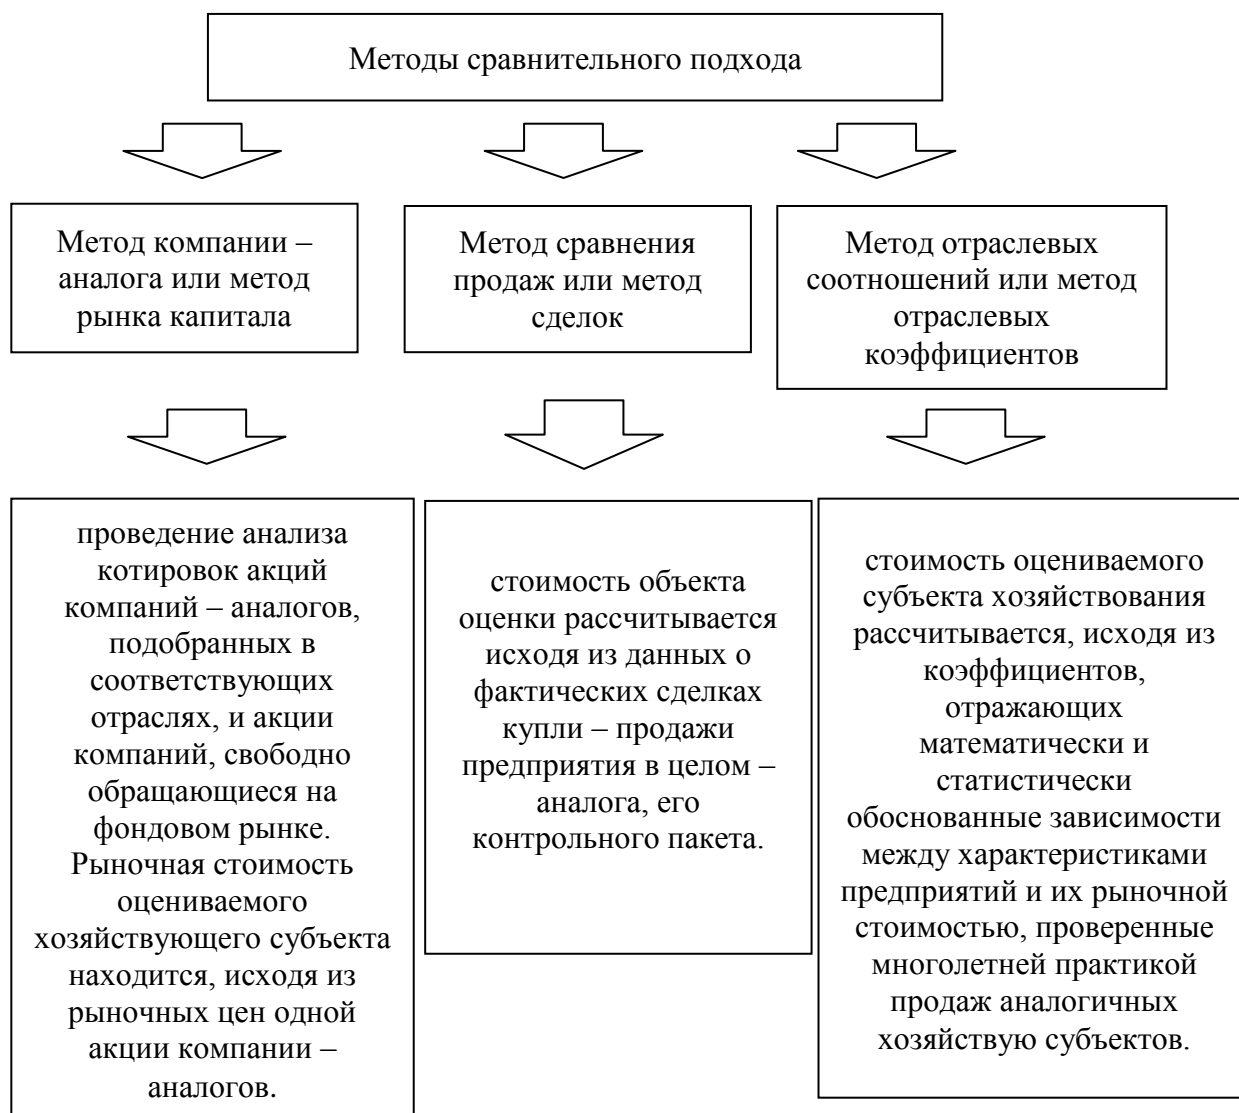 Методы сравнительного подхода
Метод компании –
аналога или метод
рынка капитала
Метод сравнения
продаж или метод
сделок
Метод отраслевых
соотношений или метод
отраслевых
коэффициентов
проведение анализа
котировок акций
компаний – аналогов,
подобранных в
соответствующих
отраслях, и акции
компаний, свободно
обращающиеся на
фондовом рынке.
Рыночная стоимость
оцениваемого
хозяйствующего субъекта
находится, исходя из
рыночных цен одной
акции компании –
аналогов.
стоимость объекта
оценки рассчитывается
исходя из данных о
фактических сделках
купли – продажи
предприятия в целом –
аналога, его
контрольного пакета.
стоимость оцениваемого
субъекта хозяйствования
рассчитывается, исходя из
коэффициентов,
отражающих
математически и
статистически
обоснованные зависимости
между характеристиками
предприятий и их рыночной
стоимостью, проверенные
многолетней практикой
продаж аналогичных
хозяйствую субъектов.